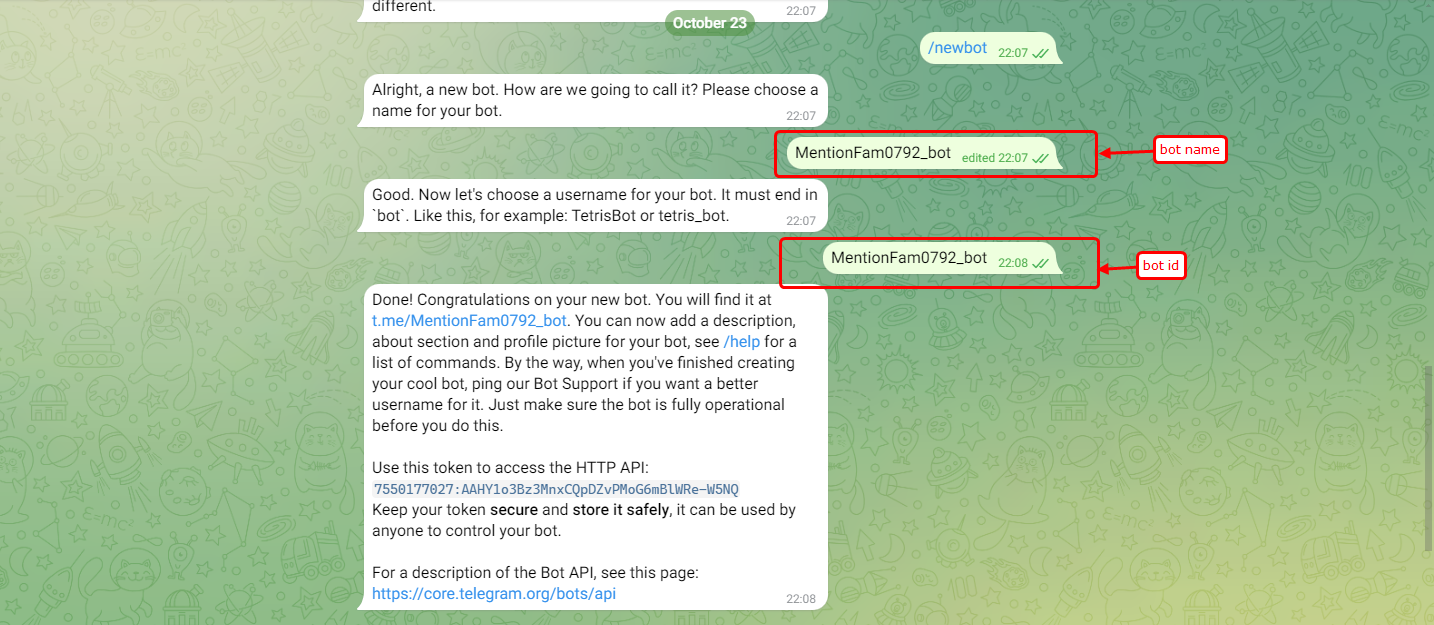 different.
22:07
October 23
/newbot 22:07
Alright, a new bot. How are we going to call it? Please choose a
name for your bot.
22:07
MentionFam0792_bot edited 22:07
bot name
Good. Now let's choose a username for your bot. It must end in
`bot`. Like this, for example: TetrisBot or tetris_bot.
22:07
MentionFam0792_bot 22:08
bot id
Done! Congratulations on your new bot. You will find it at
t.me/MentionFam0792_bot. You can now add a description,
about section and profile picture for your bot, see /help for a
list of commands. By the way, when you've finished creating
your cool bot, ping our Bot Support if you want a better
username for it. Just make sure the bot is fully operational
before you do this.
Use this token to access the HTTP API:
7550177027:AAHY1o3Bz3MnxCQpDZvPMoG6mBlWRe-W5NQ
Keep your token secure and store it safely, it can be used by
anyone to control your bot.
For a description of the Bot API, see this page:
https://core.telegram.org/bots/api
22:08